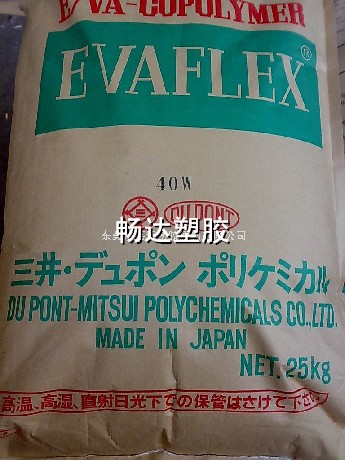 E/VA-COPOLYMER
EVAFLEX®
40W
DU PONT
畅达塑胶
三井・デュポン ポリケミカル
DU PONT-MITSUI POLYCHEMICALS CO.,LTD.
MADE IN JAPAN
NET. 25kg
高温、高湿、直射日光下での保管はさけて下さい